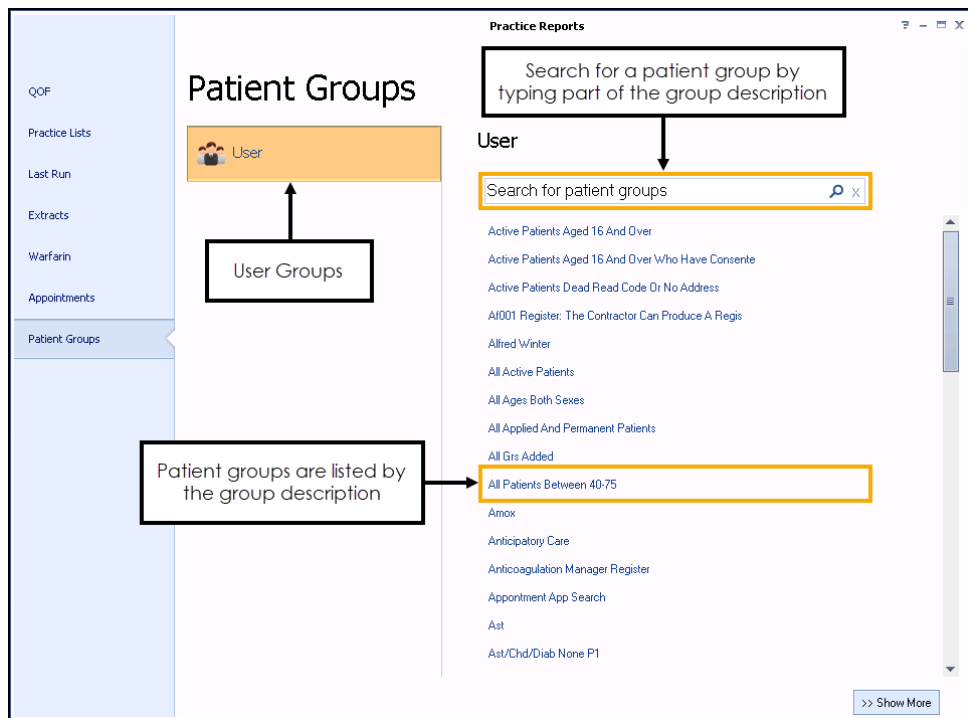 Practice Reports
QOF
Practice Lists
Last Run
Extracts
Warfarin
Appointments
Patient Groups
Patient Groups
User
User Groups
Search for a patient group by
typing part of the group description
User
Search for patient groups
Active Patients Aged 16 And Over
Active Patients Aged 16 And Over Who Have Consente
Active Patients Dead Read Code Or No Address
Af001 Register: The Contractor Can Produce A Regis
Alfred Winter
All Active Patients
All Ages Both Sexes
All Applied And Permanent Patients
All Grs Added
Patient groups are listed by
the group description
All Patients Between 40-75
Amox
Anticipatory Care
Anticoagulation Manager Register
Appontment App Search
Ast
Ast/Chd/Diab None P1
>> Show More